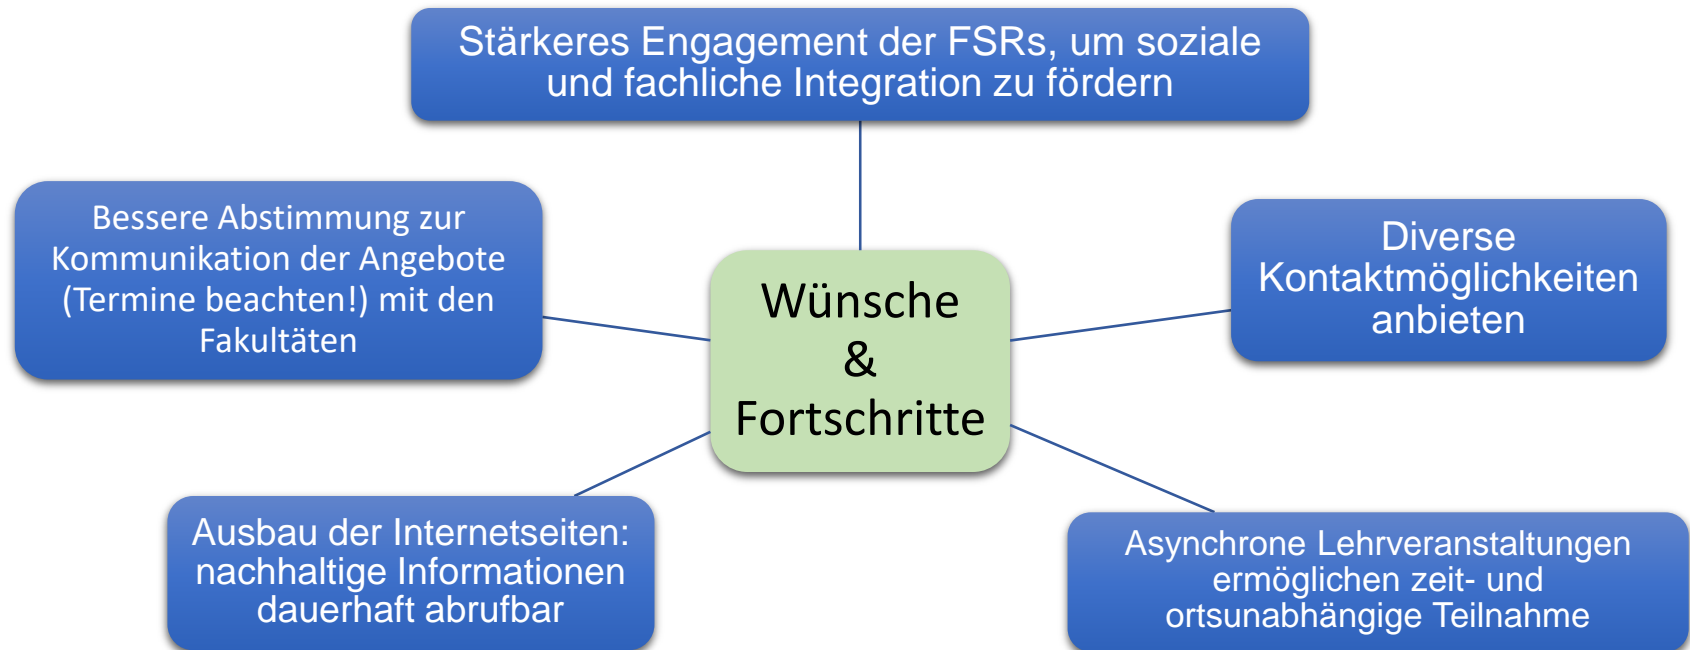 Stärkeres Engagement der FSRs, um soziale
und fachliche Integration zu fördern
Bessere Abstimmung zur
Kommunikation der Angebote
(Termine beachten!) mit den
Fakultäten
Diverse
Kontaktmöglichkeiten
anbieten
Wünsche
&
Fortschritte
Ausbau der Internetseiten:
nachhaltige Informationen
dauerhaft abrufbar
Asynchrone Lehrveranstaltungen
ermöglichen zeit- und
ortsunabhängige Teilnahme